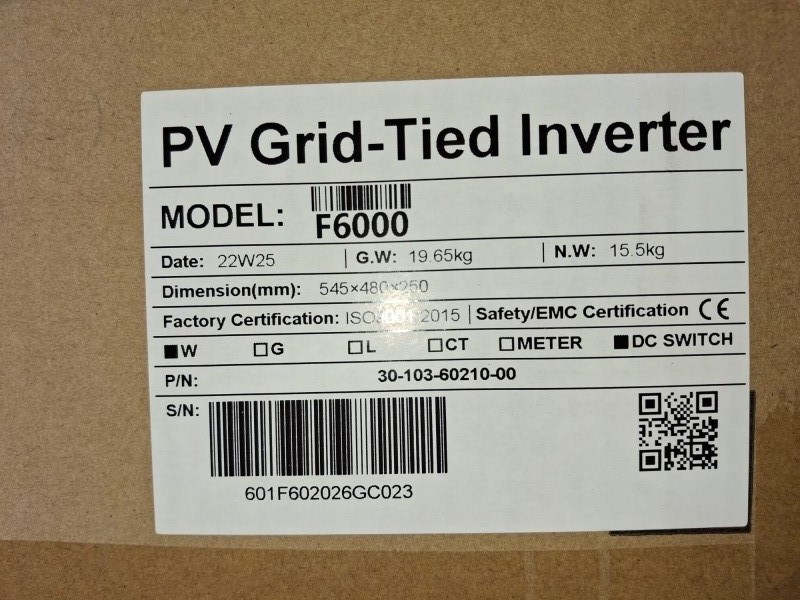 PV Grid-Tied Inverter
MODEL: F6000
Date: 22W25 | G.W: 19.65kg | N.W: 15.5kg
Dimension(mm): 545×480×250
Factory Certification: ISO9001:2015 | Safety/EMC Certification CE
■W □G □L □CT □METER ■DC SWITCH
P/N: 30-103-60210-00
S/N:
601F602026GC023